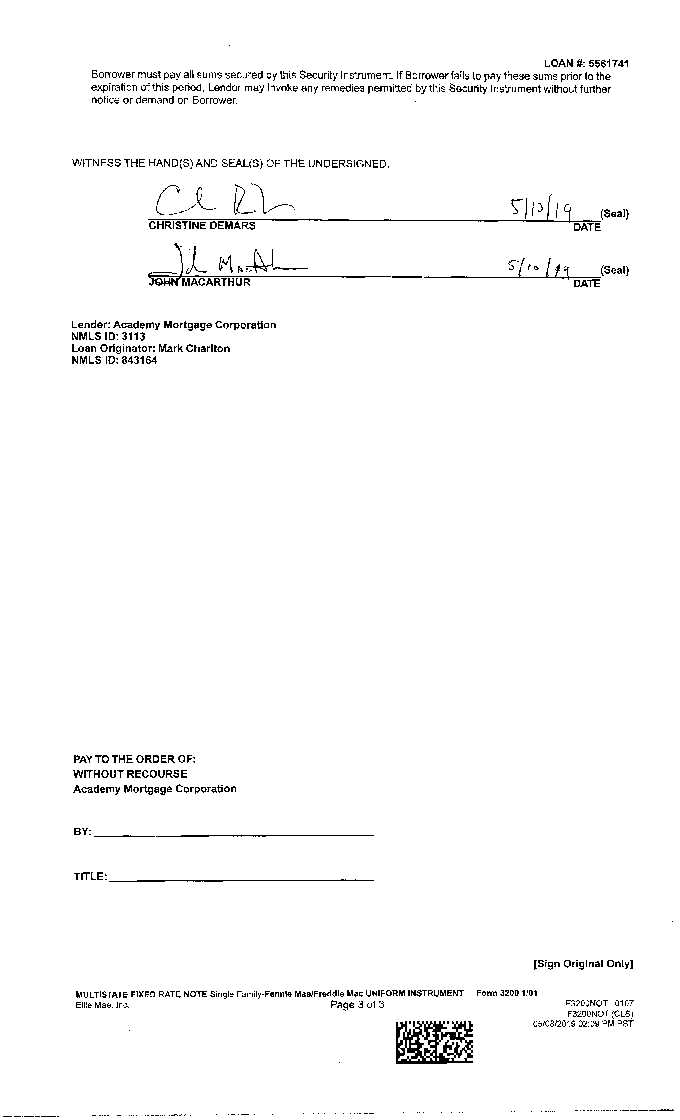 LOAN #: 5561741
Borrower must pay all sums secured by this Security Instrument. If Borrower fails to pay these sums prior to the
expiration of this period, Lender may invoke any remedies permitted by this Security Instrument without further
notice or demand on Borrower.
WITNESS THE HAND(S) AND SEAL(S) OF THE UNDERSIGNED.
5/10/19 (Seal)
CHRISTINE DEMARS DATE
5/10/19 (Seal)
JOHN MACARTHUR DATE
Lender: Academy Mortgage Corporation
NMLS ID: 3113
Loan Originator: Mark Charlton
NMLS ID: 843164
PAY TO THE ORDER OF:
WITHOUT RECOURSE
Academy Mortgage Corporation
BY:
TITLE:
[Sign Original Only]
MULTISTATE FIXED RATE NOTE Single Family-Fennie Mae/Freddie Mac UNIFORM INSTRUMENT Form 3200 1/01
Ellie Mae, Inc. Page 3 of 3 F3200NOT 0107
F3200NOT (CLS)
05/08/2019 02:09 PM PST